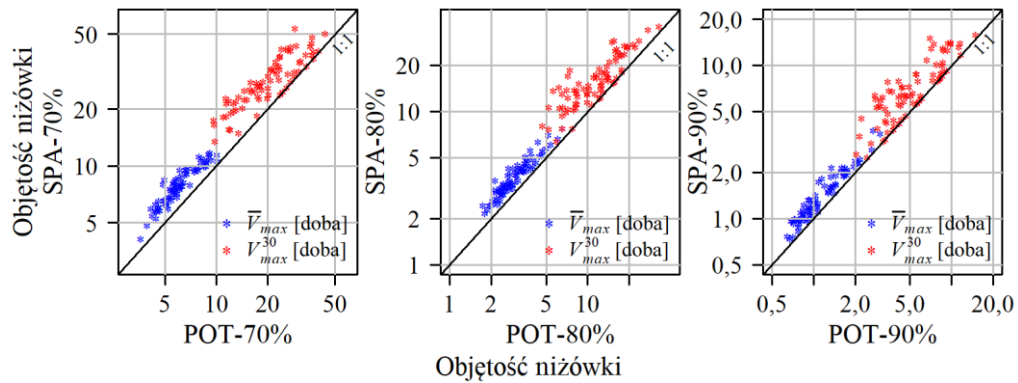 Objętość niżówki
SPA-70%
50
20
10
5
5 10 20 50
POT-70%
1:1
* V̅max [doba]
* V³⁰max [doba]
SPA-80%
20
10
5
2
1
1 2 5 10 20
POT-80%
1:1
* V̅max [doba]
* V³⁰max [doba]
SPA-90%
20,0
10,0
5,0
2,0
1,0
0,5
0,5 2,0 5,0 20,0
POT-90%
1:1
* V̅max [doba]
* V³⁰max [doba]
Objętość niżówki